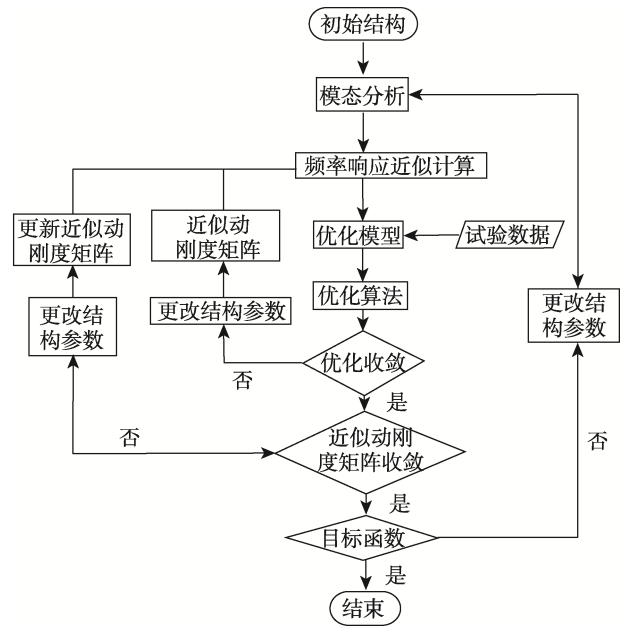 初始结构
模态分析
频率响应近似计算
更新近似动
刚度矩阵
近似动
刚度矩阵
优化模型
试验数据
更改结
构参数
更改结构参数
优化算法
更改结
构参数
优化收敛
否
是
否
近似动刚
度矩阵收敛
否
是
目标函数
是
结束